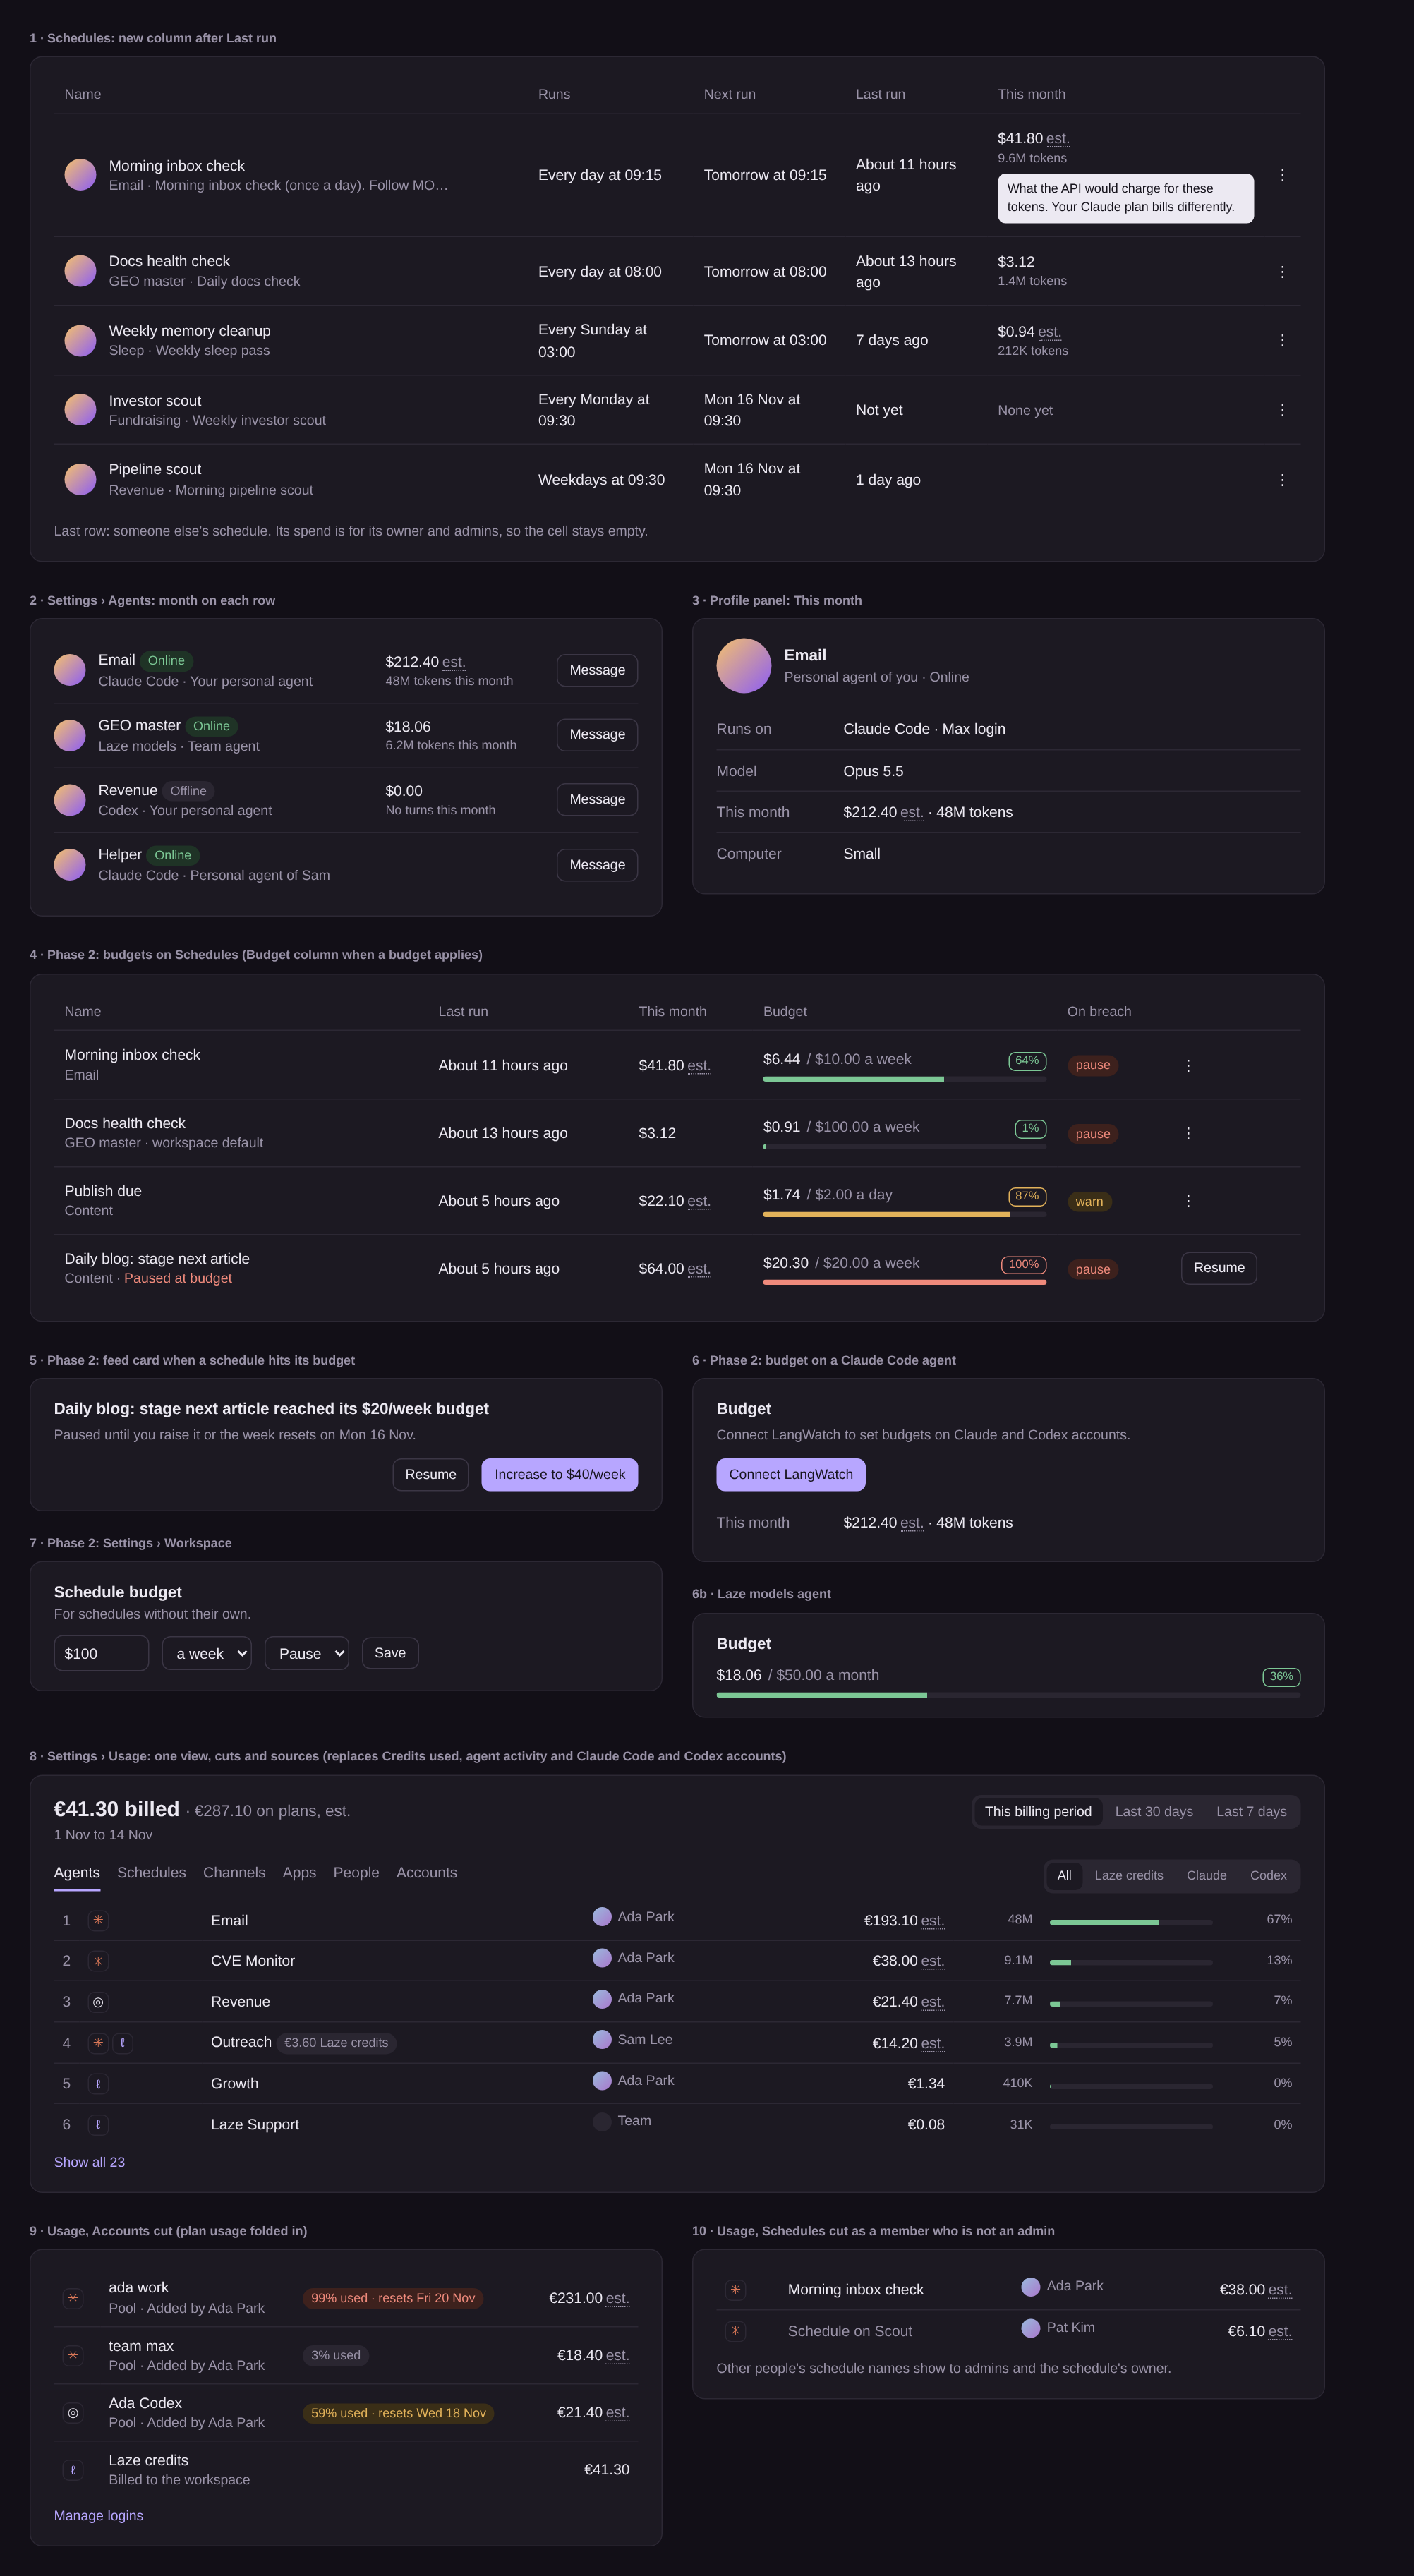 1 · Schedules: new column after Last run
Name Runs Next run Last run This month
Morning inbox check
Email · Morning inbox check (once a day). Follow MO…
Every day at 09:15
Tomorrow at 09:15
About 11 hours
ago
$41.80 est.
9.6M tokens
What the API would charge for these
tokens. Your Claude plan bills differently.
Docs health check
GEO master · Daily docs check
Every day at 08:00
Tomorrow at 08:00
About 13 hours
ago
$3.12
1.4M tokens
Weekly memory cleanup
Sleep · Weekly sleep pass
Every Sunday at
03:00
Tomorrow at 03:00
7 days ago
$0.94 est.
212K tokens
Investor scout
Fundraising · Weekly investor scout
Every Monday at
09:30
Mon 16 Nov at
09:30
Not yet
None yet
Pipeline scout
Revenue · Morning pipeline scout
Weekdays at 09:30
Mon 16 Nov at
09:30
1 day ago
Last row: someone else's schedule. Its spend is for its owner and admins, so the cell stays empty.
2 · Settings › Agents: month on each row
Email Online
Claude Code · Your personal agent
$212.40 est.
48M tokens this month
Message
GEO master Online
Laze models · Team agent
$18.06
6.2M tokens this month
Message
Revenue Offline
Codex · Your personal agent
$0.00
No turns this month
Message
Helper Online
Claude Code · Personal agent of Sam
Message
3 · Profile panel: This month
Email
Personal agent of you · Online
Runs on Claude Code · Max login
Model Opus 5.5
This month $212.40 est. · 48M tokens
Computer Small
4 · Phase 2: budgets on Schedules (Budget column when a budget applies)
Name Last run This month Budget On breach
Morning inbox check
Email
About 11 hours ago
$41.80 est.
$6.44 / $10.00 a week 64%
pause
Docs health check
GEO master · workspace default
About 13 hours ago
$3.12
$0.91 / $100.00 a week 1%
pause
Publish due
Content
About 5 hours ago
$22.10 est.
$1.74 / $2.00 a day 87%
warn
Daily blog: stage next article
Content · Paused at budget
About 5 hours ago
$64.00 est.
$20.30 / $20.00 a week 100%
pause
Resume
5 · Phase 2: feed card when a schedule hits its budget
Daily blog: stage next article reached its $20/week budget
Paused until you raise it or the week resets on Mon 16 Nov.
Resume Increase to $40/week
6 · Phase 2: budget on a Claude Code agent
Budget
Connect LangWatch to set budgets on Claude and Codex accounts.
Connect LangWatch
This month $212.40 est. · 48M tokens
7 · Phase 2: Settings › Workspace
Schedule budget
For schedules without their own.
$100 a week Pause Save
6b · Laze models agent
Budget
$18.06 / $50.00 a month 36%
8 · Settings › Usage: one view, cuts and sources (replaces Credits used, agent activity and Claude Code and Codex accounts)
€41.30 billed · €287.10 on plans, est.
1 Nov to 14 Nov
This billing period Last 30 days Last 7 days
Agents Schedules Channels Apps People Accounts
All Laze credits Claude Codex
1 Email Ada Park €193.10 est. 48M 67%
2 CVE Monitor Ada Park €38.00 est. 9.1M 13%
3 Revenue Ada Park €21.40 est. 7.7M 7%
4 ℓ Outreach €3.60 Laze credits Sam Lee €14.20 est. 3.9M 5%
5 ℓ Growth Ada Park €1.34 410K 0%
6 ℓ Laze Support Team €0.08 31K 0%
Show all 23
9 · Usage, Accounts cut (plan usage folded in)
ada work
Pool · Added by Ada Park
99% used · resets Fri 20 Nov
€231.00 est.
team max
Pool · Added by Ada Park
3% used
€18.40 est.
Ada Codex
Pool · Added by Ada Park
59% used · resets Wed 18 Nov
€21.40 est.
ℓ
Laze credits
Billed to the workspace
€41.30
Manage logins
10 · Usage, Schedules cut as a member who is not an admin
Morning inbox check Ada Park €38.00 est.
Schedule on Scout Pat Kim €6.10 est.
Other people's schedule names show to admins and the schedule's owner.